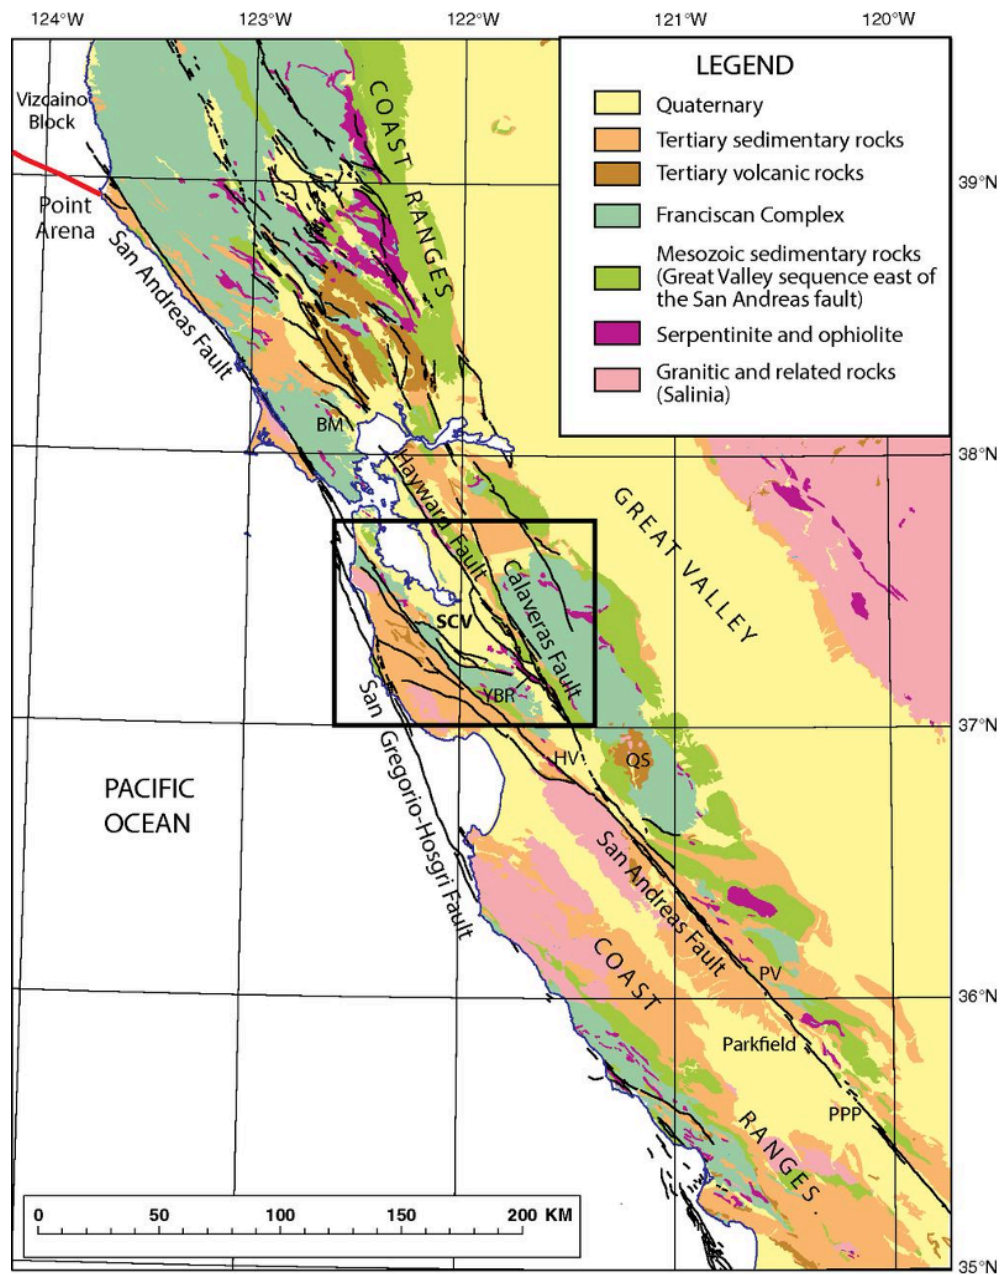 124°W 123°W 122°W 121°W 120°W
LEGEND
Quaternary
Tertiary sedimentary rocks
Tertiary volcanic rocks
Franciscan Complex
Mesozoic sedimentary rocks
(Great Valley sequence east of
the San Andreas fault)
Serpentinite and ophiolite
Granitic and related rocks
(Salinia)
Vizcaino
Block
COAST RANGES
39°N
Point
Arena
San Andreas Fault
BM
38°N
Hayward Fault
GREAT VALLEY
Calaveras Fault
SCV
YBR
San Gregorio-Hosgri Fault
37°N
HV
QS
PACIFIC
OCEAN
San Andreas Fault
COAST RANGES
PV
36°N
Parkfield
PPP
0 50 100 150 200 KM
35°N